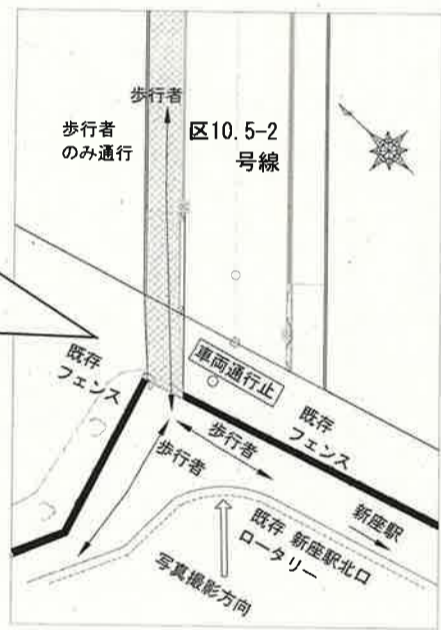 歩行者
歩行者
のみ通行
区10.5-2
号線
既存
フェンス
車両通行止
既存
フェンス
歩行者
歩行者
新座駅
既存 新座駅北口
ロータリー
写真撮影方向